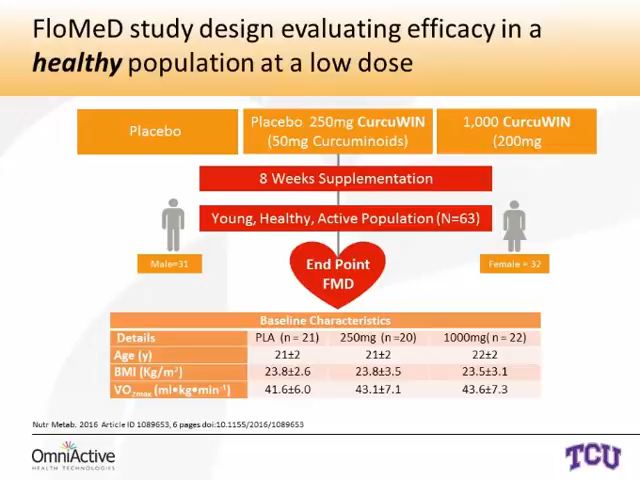 FloMeD study design evaluating efficacy in a
healthy population at a low dose
Placebo
Placebo 250mg CurcuWIN
(50mg Curcuminoids)
1,000 CurcuWIN
(200mg
8 Weeks Supplementation
Young, Healthy, Active Population (N=63)
Male=31
End Point
FMD
Female = 32
Baseline Characteristics
Details PLA (n = 21) 250mg (n =20) 1000mg( n = 22)
Age (y) 21±2 21±2 22±2
BMI (Kg/m²) 23.8±2.6 23.8±3.5 23.5±3.1
VO₂max (ml•kg•min⁻¹) 41.6±6.0 43.1±7.1 43.6±7.3
Nutr Metab. 2016 Article ID 1089653, 6 pages doi:10.1155/2016/1089653
OmniActive
HEALTH TECHNOLOGIES
TCU